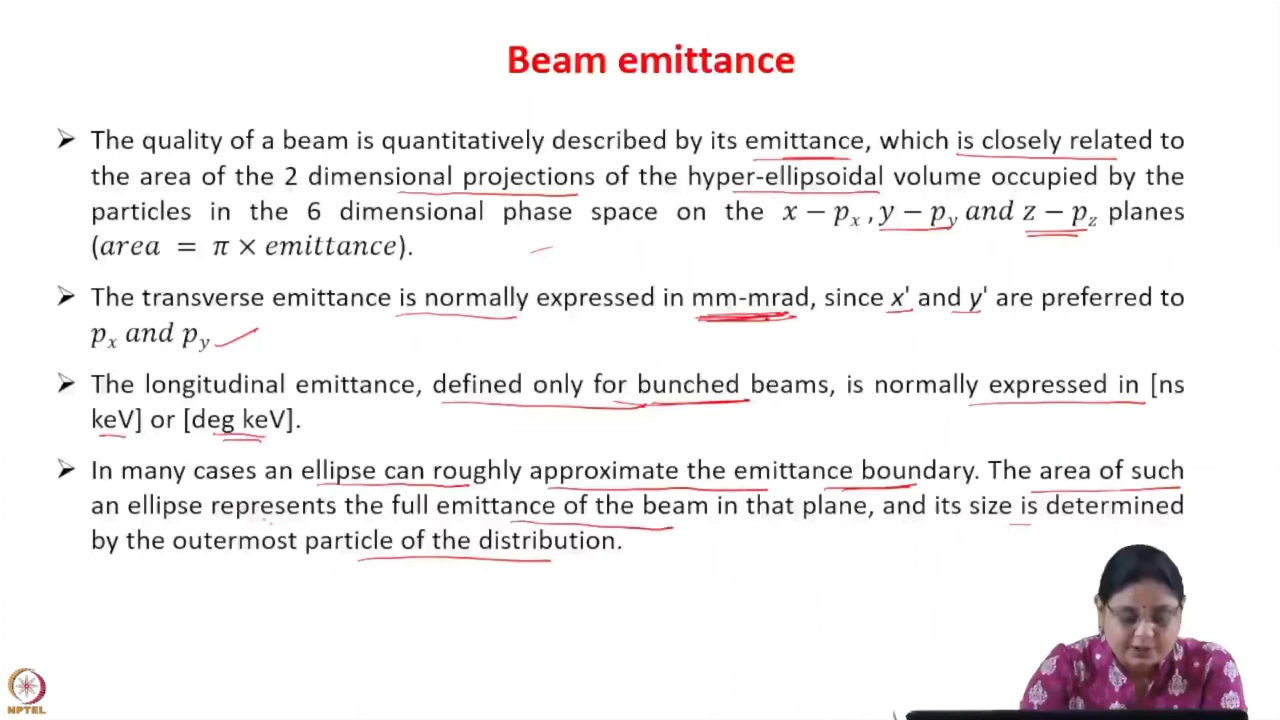 Beam emittance
➢ The quality of a beam is quantitatively described by its emittance, which is closely related to
the area of the 2 dimensional projections of the hyper-ellipsoidal volume occupied by the
particles in the 6 dimensional phase space on the x − pₓ , y − p_y and z − p_z planes
(area = π × emittance).
➢ The transverse emittance is normally expressed in mm-mrad, since x' and y' are preferred to
pₓ and p_y
➢ The longitudinal emittance, defined only for bunched beams, is normally expressed in [ns
keV] or [deg keV].
➢ In many cases an ellipse can roughly approximate the emittance boundary. The area of such
an ellipse represents the full emittance of the beam in that plane, and its size is determined
by the outermost particle of the distribution.
NPTEL